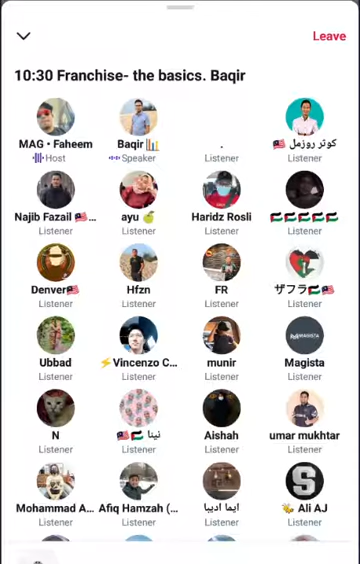 Leave
10:30 Franchise- the basics. Baqir
MAG • Faheem
Host
Baqir 📊
Speaker
.
Listener
كوثر روزمل 🇲🇾
Listener
Najib Fazail 🇲🇾...
Listener
ayu 🍏
Listener
Haridz Rosli
Listener
🇵🇸🇵🇸🇵🇸🇵🇸🇵🇸
Listener
Denver🇲🇾
Listener
Hfzn
Listener
FR
Listener
ザフラ🇵🇸🇲🇾
Listener
Ubbad
Listener
⚡Vincenzo C...
Listener
munir
Listener
Magista
Listener
N
Listener
نينا 🇵🇸🇲🇾
Listener
Aishah
Listener
umar mukhtar
Listener
Mohammad A...
Listener
Afiq Hamzah (...
Listener
ايما اديبا
Listener
🐝 Ali AJ
Listener